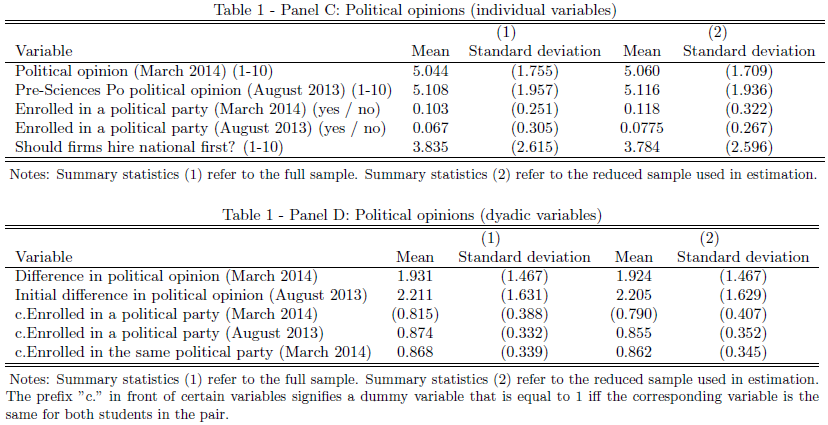 Table 1 - Panel C: Political opinions (individual variables)
(1) (2)
Variable Mean Standard deviation Mean Standard deviation
Political opinion (March 2014) (1-10) 5.044 (1.755) 5.060 (1.709)
Pre-Sciences Po political opinion (August 2013) (1-10) 5.108 (1.957) 5.116 (1.936)
Enrolled in a political party (March 2014) (yes / no) 0.103 (0.251) 0.118 (0.322)
Enrolled in a political party (August 2013) (yes / no) 0.067 (0.305) 0.0775 (0.267)
Should firms hire national first? (1-10) 3.835 (2.615) 3.784 (2.596)
Notes: Summary statistics (1) refer to the full sample. Summary statistics (2) refer to the reduced sample used in estimation.
Table 1 - Panel D: Political opinions (dyadic variables)
(1) (2)
Variable Mean Standard deviation Mean Standard deviation
Difference in political opinion (March 2014) 1.931 (1.467) 1.924 (1.467)
Initial difference in political opinion (August 2013) 2.211 (1.631) 2.205 (1.629)
c.Enrolled in a political party (March 2014) (0.815) (0.388) (0.790) (0.407)
c.Enrolled in a political party (August 2013) 0.874 (0.332) 0.855 (0.352)
c.Enrolled in the same political party (March 2014) 0.868 (0.339) 0.862 (0.345)
Notes: Summary statistics (1) refer to the full sample. Summary statistics (2) refer to the reduced sample used in estimation.
The prefix "c." in front of certain variables signifies a dummy variable that is equal to 1 iff the corresponding variable is the
same for both students in the pair.